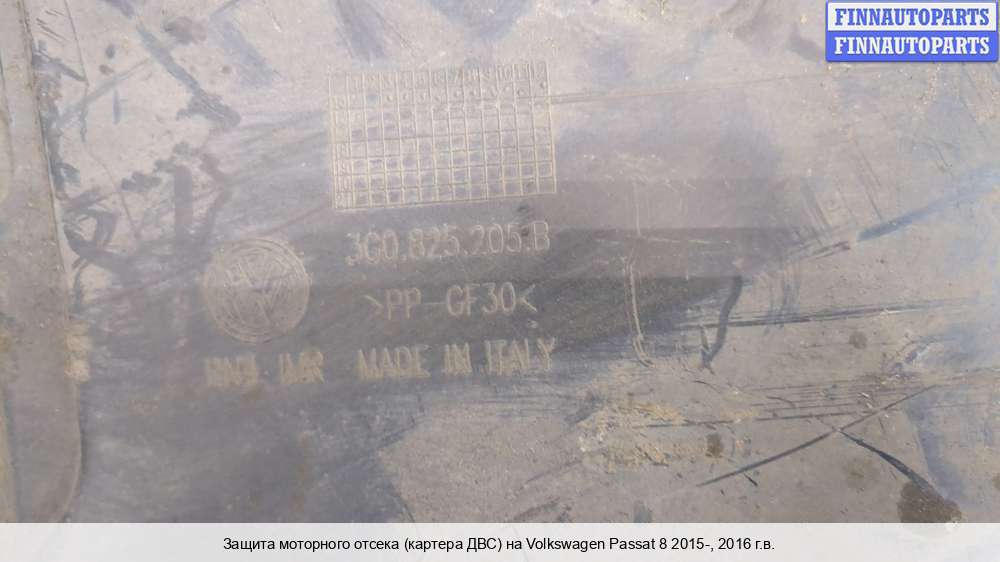 FINNAUTOPARTS
FINNAUTOPARTS
3G0.825.205.B
>PP-GF30<
MADE IN ITALY
Защита моторного отсека (картера ДВС) на Volkswagen Passat 8 2015-, 2016 г.в.